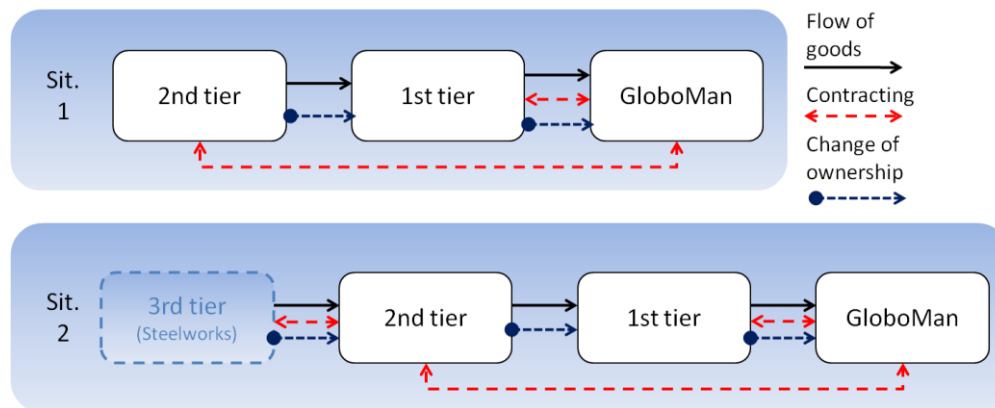 Sit.
1
2nd tier
1st tier
GloboMan
Flow of
goods
Contracting
Change of
ownership
Sit.
2
3rd tier
(Steelworks)
2nd tier
1st tier
GloboMan